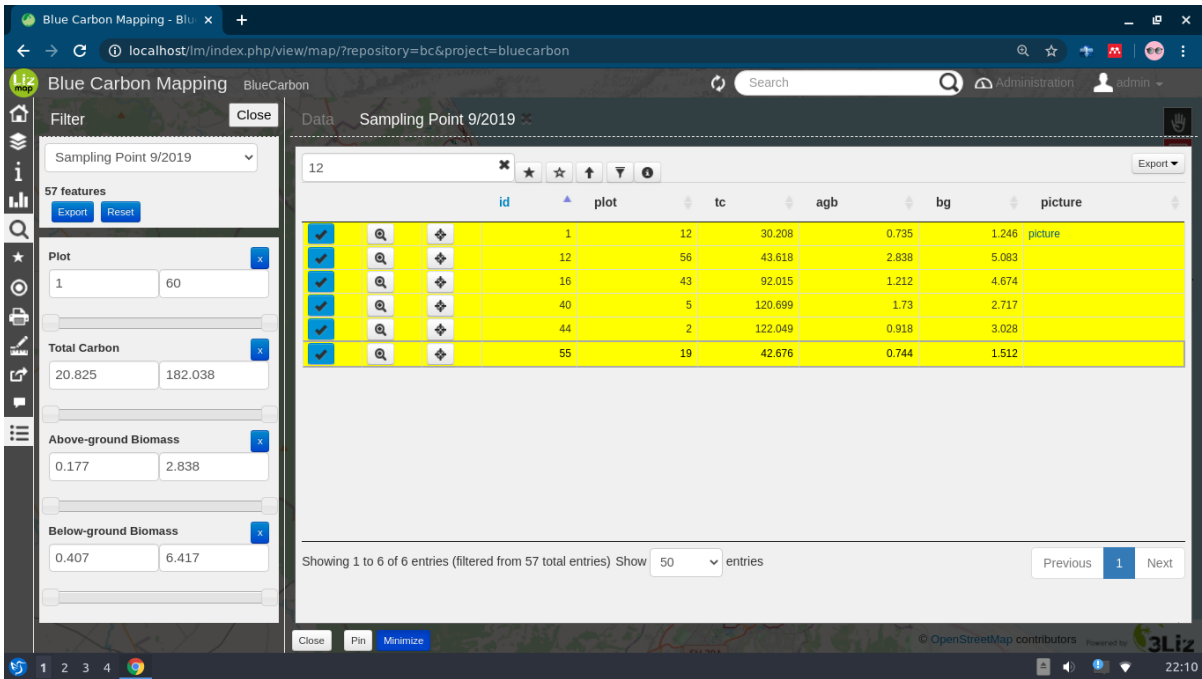 Blue Carbon Mapping - Blu
localhost/lm/index.php/view/map/?repository=bc&project=bluecarbon
Liz map Blue Carbon Mapping BlueCarbon Search Administration admin
Filter Close
Data Sampling Point 9/2019
Sampling Point 9/2019
57 features
Export Reset
Plot x
1 60
Total Carbon x
20.825 182.038
Above-ground Biomass x
0.177 2.838
Below-ground Biomass x
0.407 6.417
12 Export
id plot tc agb bg picture
1 12 30.208 0.735 1.246 picture
12 56 43.618 2.838 5.083
16 43 92.015 1.212 4.674
40 5 120.699 1.73 2.717
44 2 122.049 0.918 3.028
55 19 42.676 0.744 1.512
Showing 1 to 6 of 6 entries (filtered from 57 total entries) Show 50 entries
Previous 1 Next
Close Pin Minimize
© OpenStreetMap contributors Powered by 3Liz
1 2 3 4 22:10